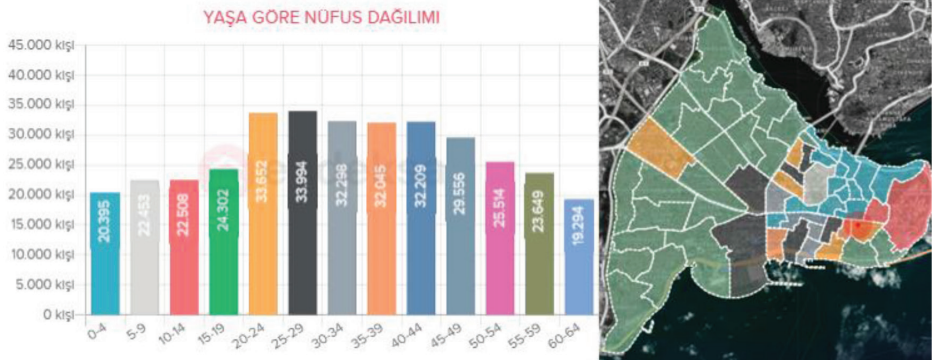 YAŞA GÖRE NÜFUS DAĞILIMI
45.000 kişi
40.000 kişi
35.000 kişi
30.000 kişi
25.000 kişi
20.000 kişi
15.000 kişi
10.000 kişi
5.000 kişi
0 kişi
20.395
22.453
22.508
24.302
33.652
33.994
32.298
32.045
32.209
29.556
25.514
23.649
19.294
0-4
5-9
10-14
15-19
20-24
25-29
30-34
35-39
40-44
45-49
50-54
55-59
60-64